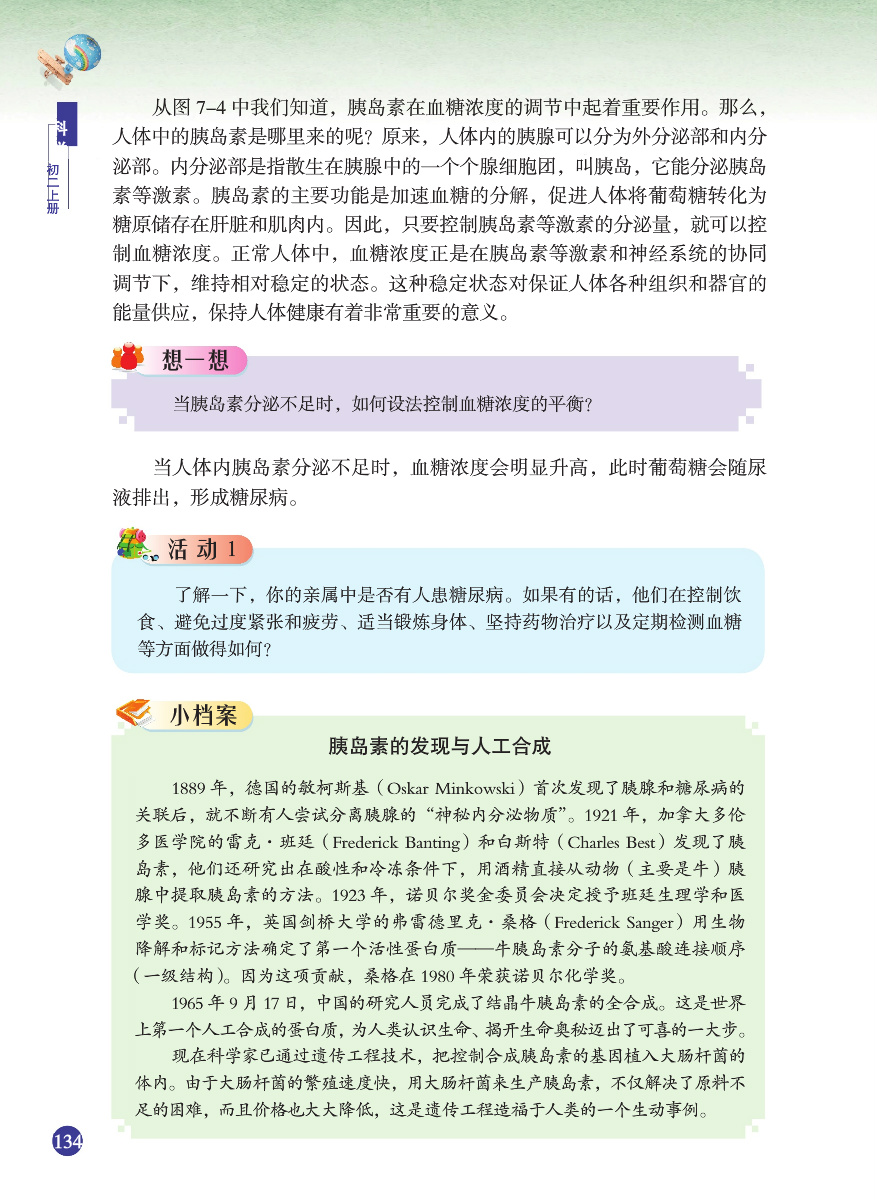 科
初二上册
从图 7–4 中我们知道，胰岛素在血糖浓度的调节中起着重要作用。那么，
人体中的胰岛素是哪里来的呢？原来，人体内的胰腺可以分为外分泌部和内分
泌部。内分泌部是指散生在胰腺中的一个个腺细胞团，叫胰岛，它能分泌胰岛
素等激素。胰岛素的主要功能是加速血糖的分解，促进人体将葡萄糖转化为
糖原储存在肝脏和肌肉内。因此，只要控制胰岛素等激素的分泌量，就可以控
制血糖浓度。正常人体中，血糖浓度正是在胰岛素等激素和神经系统的协同
调节下，维持相对稳定的状态。这种稳定状态对保证人体各种组织和器官的
能量供应，保持人体健康有着非常重要的意义。
想一想
当胰岛素分泌不足时，如何设法控制血糖浓度的平衡？
当人体内胰岛素分泌不足时，血糖浓度会明显升高，此时葡萄糖会随尿
液排出，形成糖尿病。
活动 1
了解一下，你的亲属中是否有人患糖尿病。如果有的话，他们在控制饮
食、避免过度紧张和疲劳、适当锻炼身体、坚持药物治疗以及定期检测血糖
等方面做得如何？
小档案
胰岛素的发现与人工合成
1889 年，德国的敏柯斯基（Oskar Minkowski）首次发现了胰腺和糖尿病的
关联后，就不断有人尝试分离胰腺的“神秘内分泌物质”。1921 年，加拿大多伦
多医学院的雷克·班廷（Frederick Banting）和白斯特（Charles Best）发现了胰
岛素，他们还研究出在酸性和冷冻条件下，用酒精直接从动物（主要是牛）胰
腺中提取胰岛素的方法。1923 年，诺贝尔奖金委员会决定授予班廷生理学和医
学奖。1955 年，英国剑桥大学的弗雷德里克·桑格（Frederick Sanger）用生物
降解和标记方法确定了第一个活性蛋白质——牛胰岛素分子的氨基酸连接顺序
（一级结构）。因为这项贡献，桑格在 1980 年荣获诺贝尔化学奖。
1965 年 9 月 17 日，中国的研究人员完成了结晶牛胰岛素的全合成。这是世界
上第一个人工合成的蛋白质，为人类认识生命、揭开生命奥秘迈出了可喜的一大步。
现在科学家已通过遗传工程技术，把控制合成胰岛素的基因植入大肠杆菌的
体内。由于大肠杆菌的繁殖速度快，用大肠杆菌来生产胰岛素，不仅解决了原料不
足的困难，而且价格也大大降低，这是遗传工程造福于人类的一个生动事例。
134